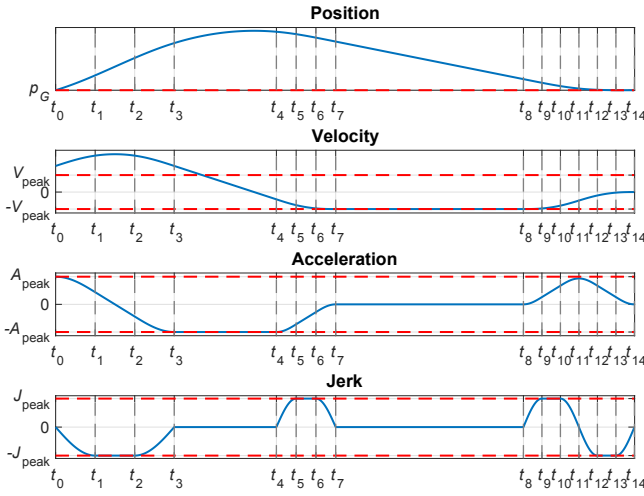 Position
p_G
t_0 t_1 t_2 t_3 t_4 t_5 t_6 t_7 t_8 t_9 t_10 t_11 t_12 t_13 t_14
Velocity
V_peak
0
-V_peak
t_0 t_1 t_2 t_3 t_4 t_5 t_6 t_7 t_8 t_9 t_10 t_11 t_12 t_13 t_14
Acceleration
A_peak
0
-A_peak
t_0 t_1 t_2 t_3 t_4 t_5 t_6 t_7 t_8 t_9 t_10 t_11 t_12 t_13 t_14
Jerk
J_peak
0
-J_peak
t_0 t_1 t_2 t_3 t_4 t_5 t_6 t_7 t_8 t_9 t_10 t_11 t_12 t_13 t_14